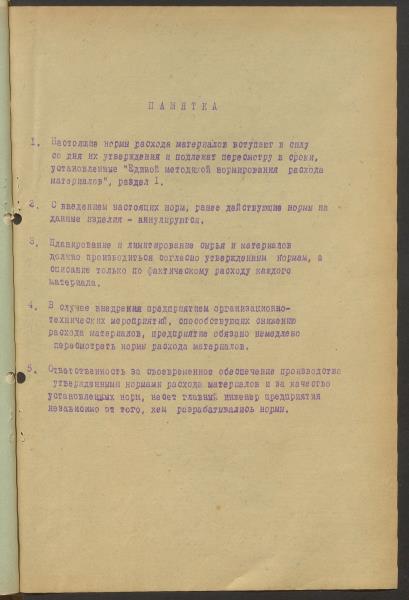 ПАМЯТКА
1. Настоящие нормы расхода материалов вступают в силу
со дня их утверждения и подлежат пересмотру в сроки,
установленные "Единой методикой нормирования расхода
материалов", раздел 1.
2. С введением настоящих норм, ранее действующие нормы на
данные изделия - аннулируются.
3. Планирование и лимитирование сырья и материалов
должно производиться согласно утвержденным нормам, а
списание только по фактическому расходу каждого
материала.
4. В случае внедрения предприятием организационно-
технических мероприятий, способствующих снижению
расхода материалов, предприятие обязано немедлено
пересмотреть нормы расхода материалов.
5. Ответственность за своевременное обеспечение производства
утвержденными нормами расхода материалов и за качество
установленных норм, несет главный инженер предприятия
независимо от того, кем разрабатывались нормы.